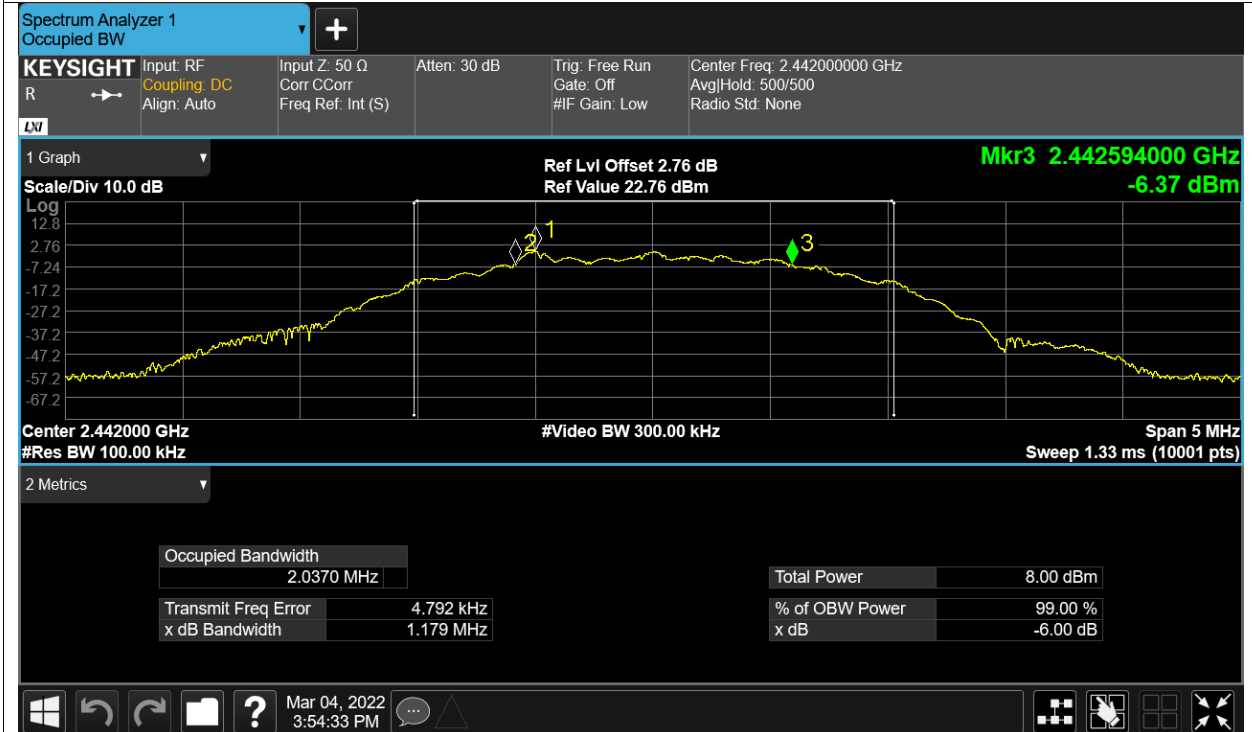 Spectrum Analyzer 1
Occupied BW
+
KEYSIGHT Input: RF Input Z: 50 Ω Atten: 30 dB Trig: Free Run Center Freq: 2.442000000 GHz
R Coupling: DC Corr CCorr Gate: Off Avg|Hold: 500/500
Align: Auto Freq Ref: Int (S) #IF Gain: Low Radio Std: None
LXI
1 Graph Ref Lvl Offset 2.76 dB Mkr3 2.442594000 GHz
Scale/Div 10.0 dB Ref Value 22.76 dBm -6.37 dBm
Log
12.8
2.76
-7.24
-17.2
-27.2
-37.2
-47.2
-57.2
-67.2
2 1 3
Center 2.442000 GHz #Video BW 300.00 kHz Span 5 MHz
#Res BW 100.00 kHz Sweep 1.33 ms (10001 pts)
2 Metrics
Occupied Bandwidth
2.0370 MHz Total Power 8.00 dBm
Transmit Freq Error 4.792 kHz % of OBW Power 99.00 %
x dB Bandwidth 1.179 MHz x dB -6.00 dB
? Mar 04, 2022
3:54:33 PM